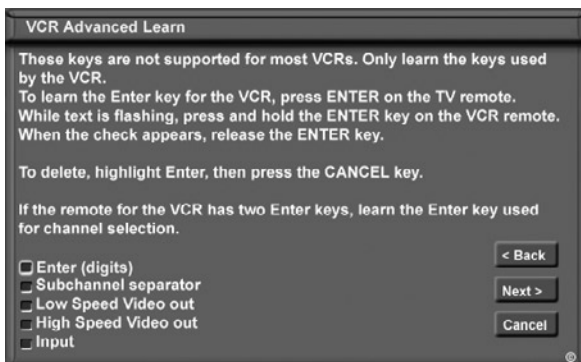 VCR Advanced Learn
These keys are not supported for most VCRs. Only learn the keys used
by the VCR.
To learn the Enter key for the VCR, press ENTER on the TV remote.
While text is flashing, press and hold the ENTER key on the VCR remote.
When the check appears, release the ENTER key.
To delete, highlight Enter, then press the CANCEL key.
If the remote for the VCR has two Enter keys, learn the Enter key used
for channel selection.
Enter (digits)
Subchannel separator
Low Speed Video out
High Speed Video out
Input
< Back
Next >
Cancel